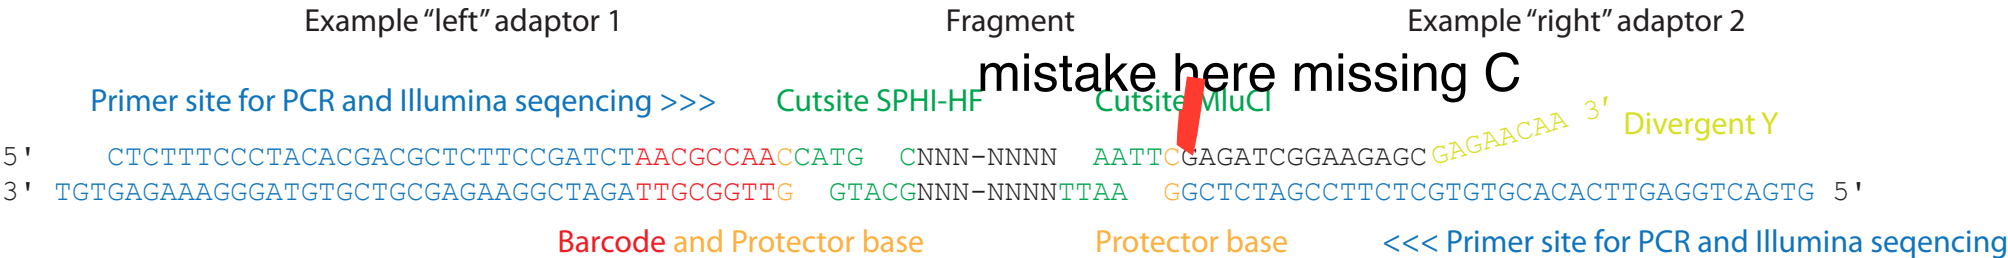 Example “left” adaptor 1 Fragment Example “right” adaptor 2
mistake here missing C
Primer site for PCR and Illumina seqencing >>> Cutsite SPHI-HF Cutsite MluCI
GAGAACAA 3' Divergent Y
5' CTCTTTCCCTACACGACGCTCTTCCGATCTAACGCCAACCATG CNNN-NNNN AATTCGAGATCGGAAGAGC
3' TGTGAGAAAGGGATGTGCTGCGAGAAGGCTAGATTGCGGTTG GTACGNNN-NNNNTTAA GGCTCTAGCCTTCTCGTGTGCACACTTGAGGTCAGTG 5'
Barcode and Protector base Protector base <<< Primer site for PCR and Illumina seqencing